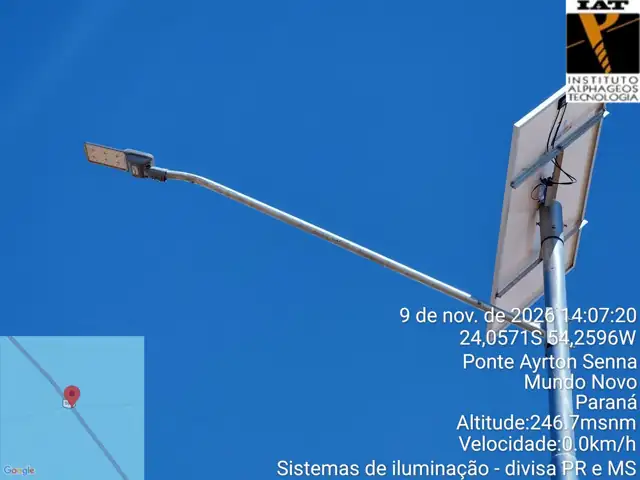 IAT
INSTITUTO
ALPHAGEOS
TECNOLOGIA
9 de nov. de 2026 14:07:20
24,0571S 54,2596W
Ponte Ayrton Senna
Mundo Novo
Paraná
Altitude:246.7msnm
Velocidade:0.0km/h
Sistemas de iluminação - divisa PR e MS
Google